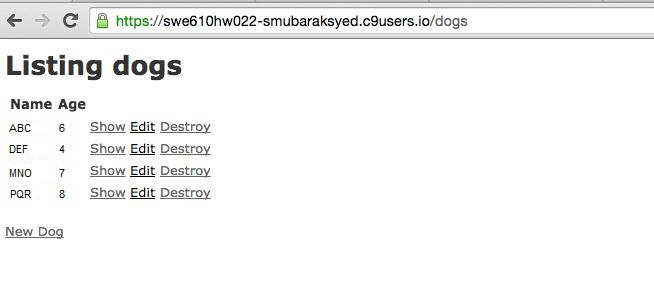 https://swe610hw022-smubaraksyed.c9users.io/dogs
Listing dogs
Name Age
ABC 6 Show Edit Destroy
DEF 4 Show Edit Destroy
MNO 7 Show Edit Destroy
PQR 8 Show Edit Destroy
New Dog